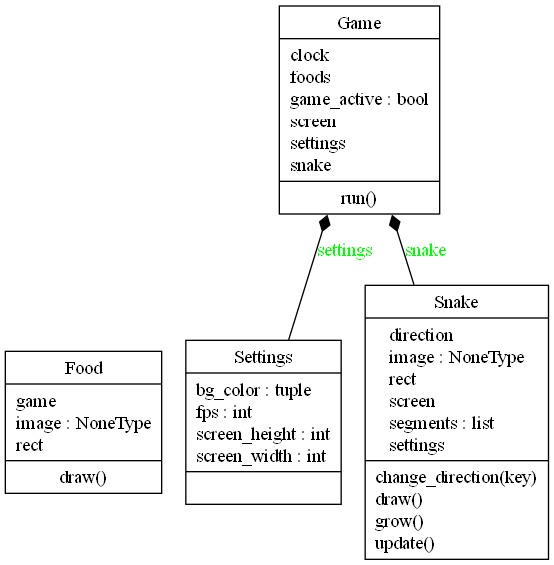 Game
clock
foods
game_active : bool
screen
settings
snake
run()
settings
snake
Food
game
image : NoneType
rect
draw()
Settings
bg_color : tuple
fps : int
screen_height : int
screen_width : int
Snake
direction
image : NoneType
rect
screen
segments : list
settings
change_direction(key)
draw()
grow()
update()